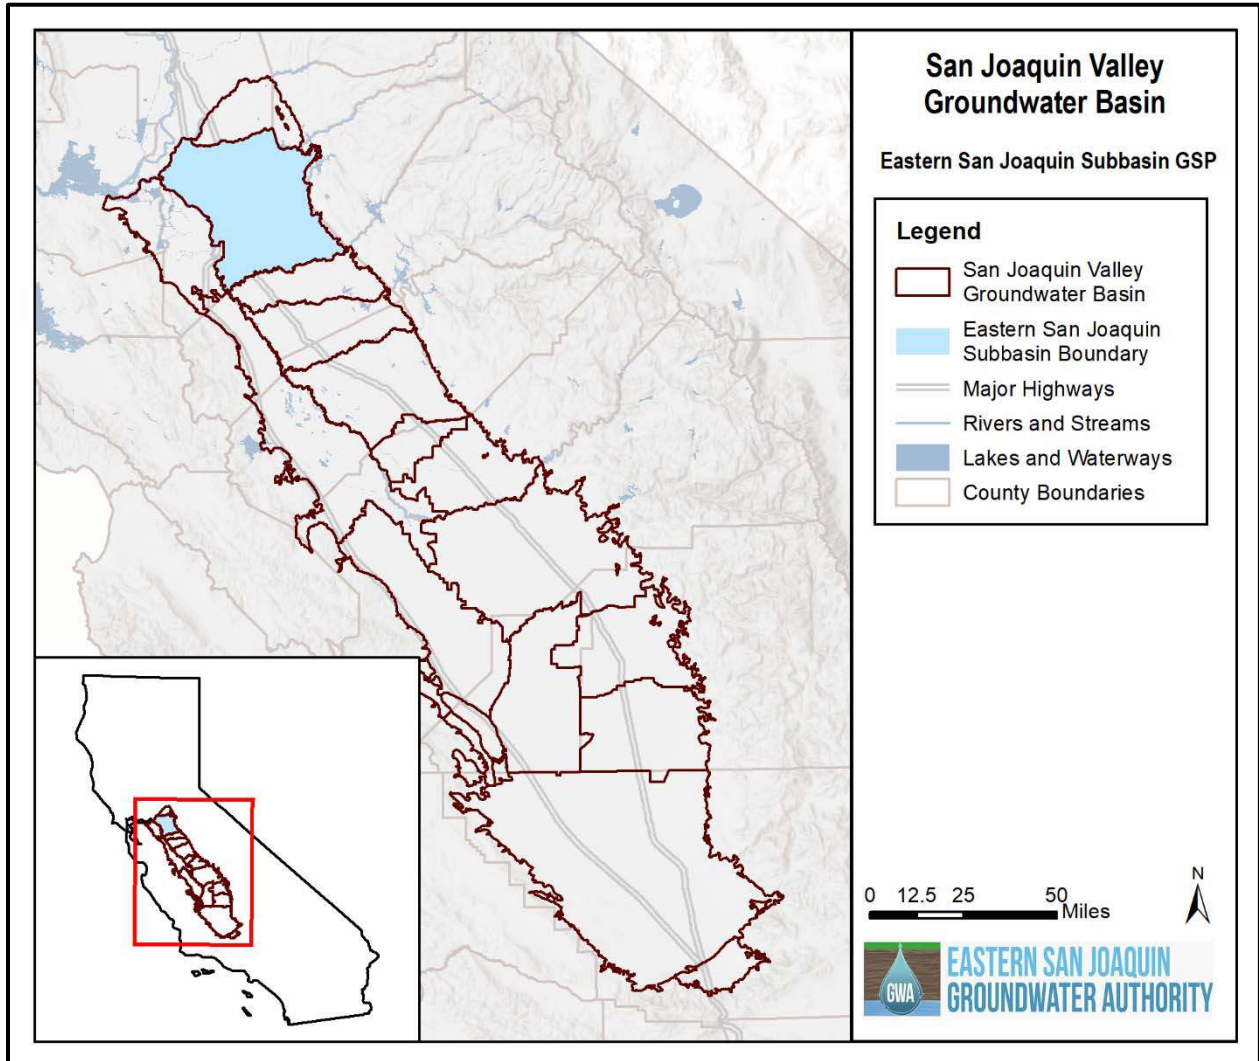 San Joaquin Valley
Groundwater Basin
Eastern San Joaquin Subbasin GSP
Legend
San Joaquin Valley
Groundwater Basin
Eastern San Joaquin
Subbasin Boundary
Major Highways
Rivers and Streams
Lakes and Waterways
County Boundaries
N
0 12.5 25 50
Miles
GWA
EASTERN SAN JOAQUIN
GROUNDWATER AUTHORITY